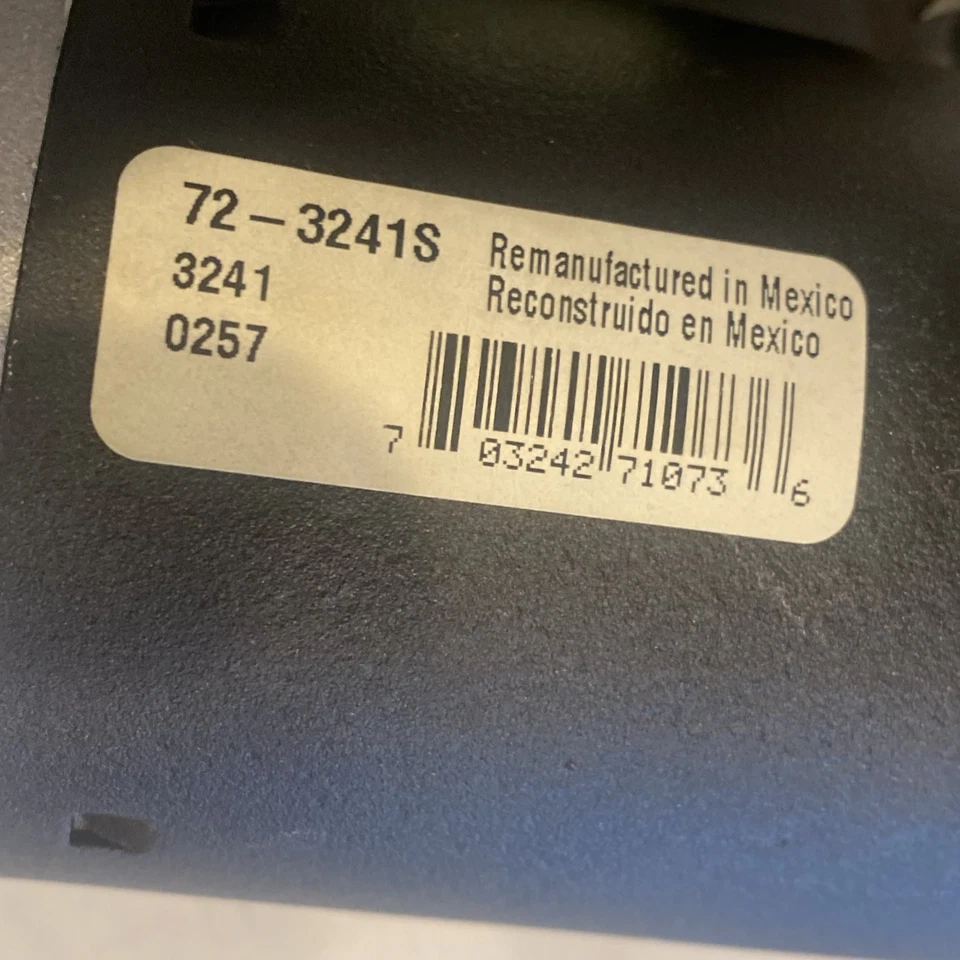 72-3241S
3241
0257
Remanufactured in Mexico
Reconstruido en Mexico
7 03242 71073 6